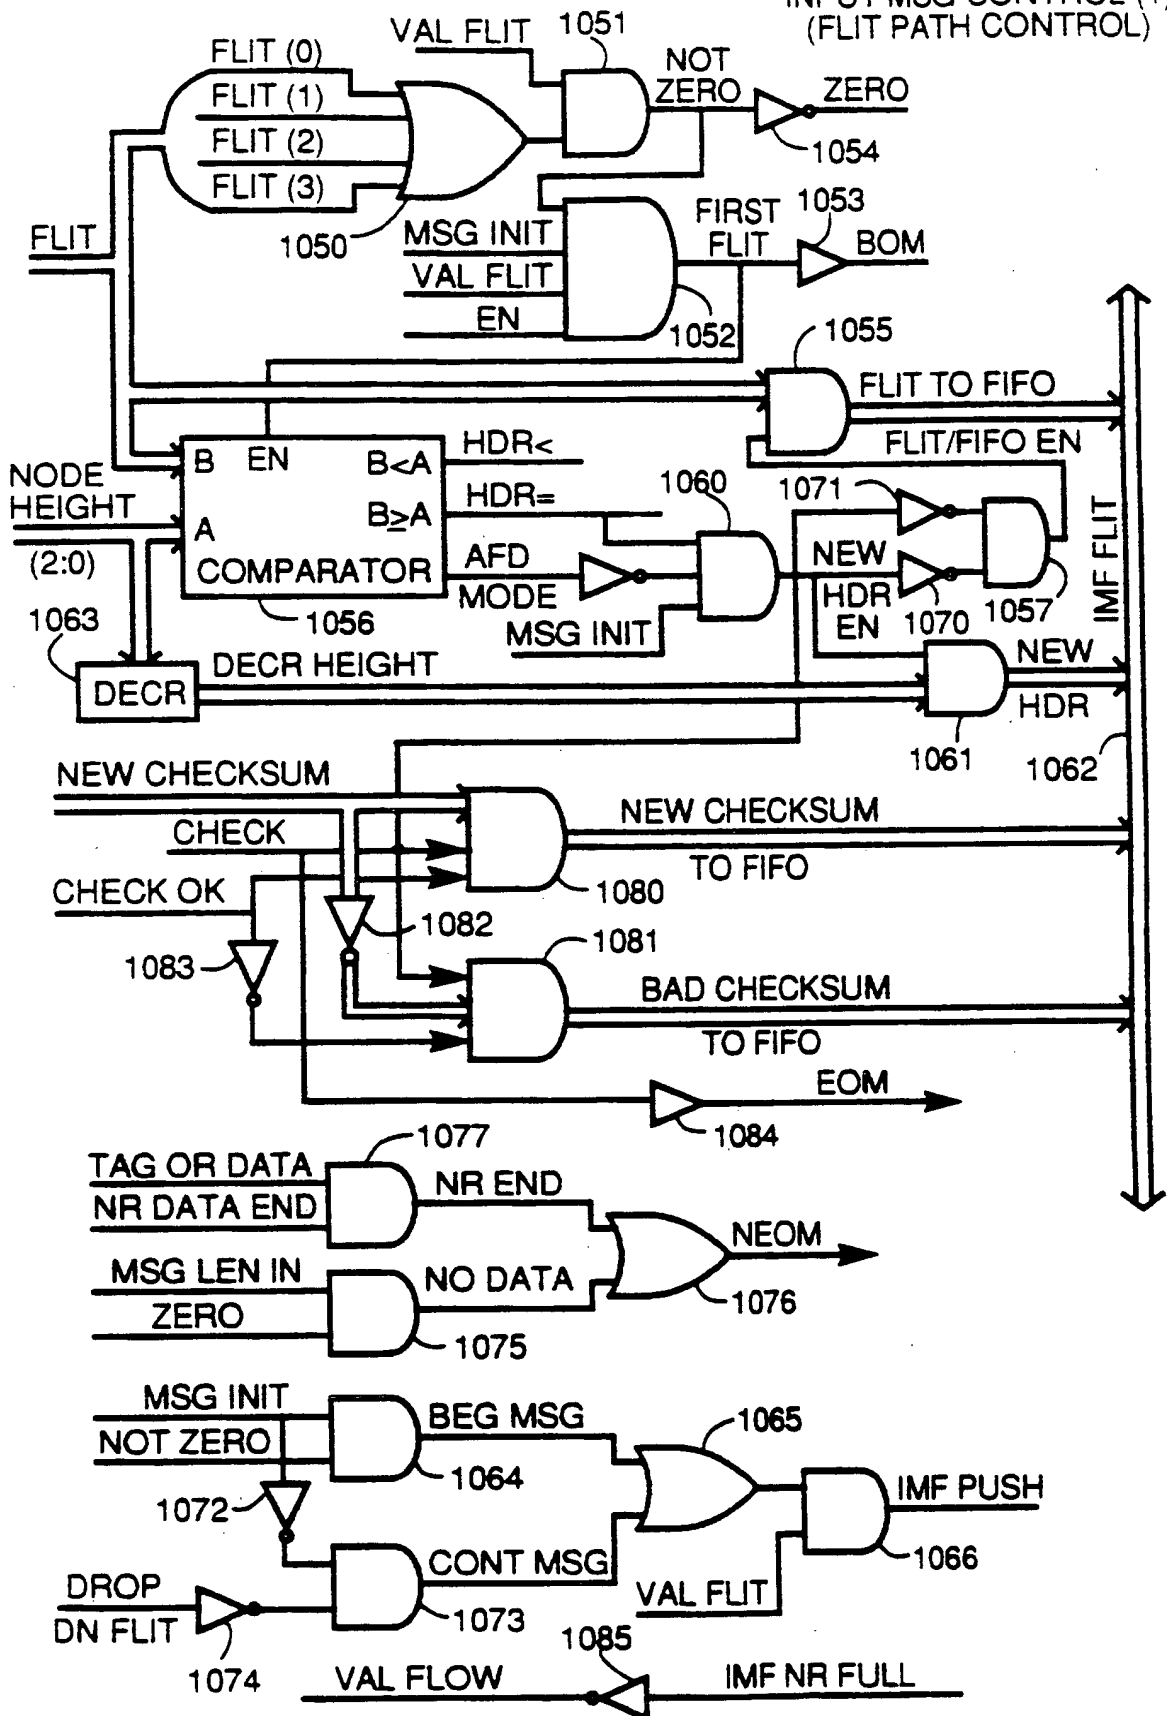 (FLIT PATH CONTROL)
VAL FLIT
1051
FLIT (0)
FLIT (1)
FLIT (2)
FLIT (3)
NOT
ZERO
ZERO
1054
1050
FLIT
MSG INIT
VAL FLIT
EN
1052
FIRST
FLIT
1053
BOM
1055
FLIT TO FIFO
FLIT/FIFO EN
B EN B<A
HDR<
NODE
HEIGHT
(2:0)
A B≥A
HDR=
COMPARATOR
AFD
MODE
1056
1060
1071
MSG INIT
NEW
HDR
EN
1070
1057
IMF FLIT
1063
DECR
DECR HEIGHT
NEW
HDR
1061
1062
NEW CHECKSUM
CHECK
CHECK OK
1080
NEW CHECKSUM
TO FIFO
1082
1083
1081
BAD CHECKSUM
TO FIFO
EOM
1084
1077
TAG OR DATA
NR DATA END
NR END
NEOM
MSG LEN IN
ZERO
NO DATA
1075
1076
MSG INIT
NOT ZERO
BEG MSG
1064
1065
1072
IMF PUSH
1066
CONT MSG
1073
VAL FLIT
DROP
DN FLIT
1074
1085
VAL FLOW
IMF NR FULL